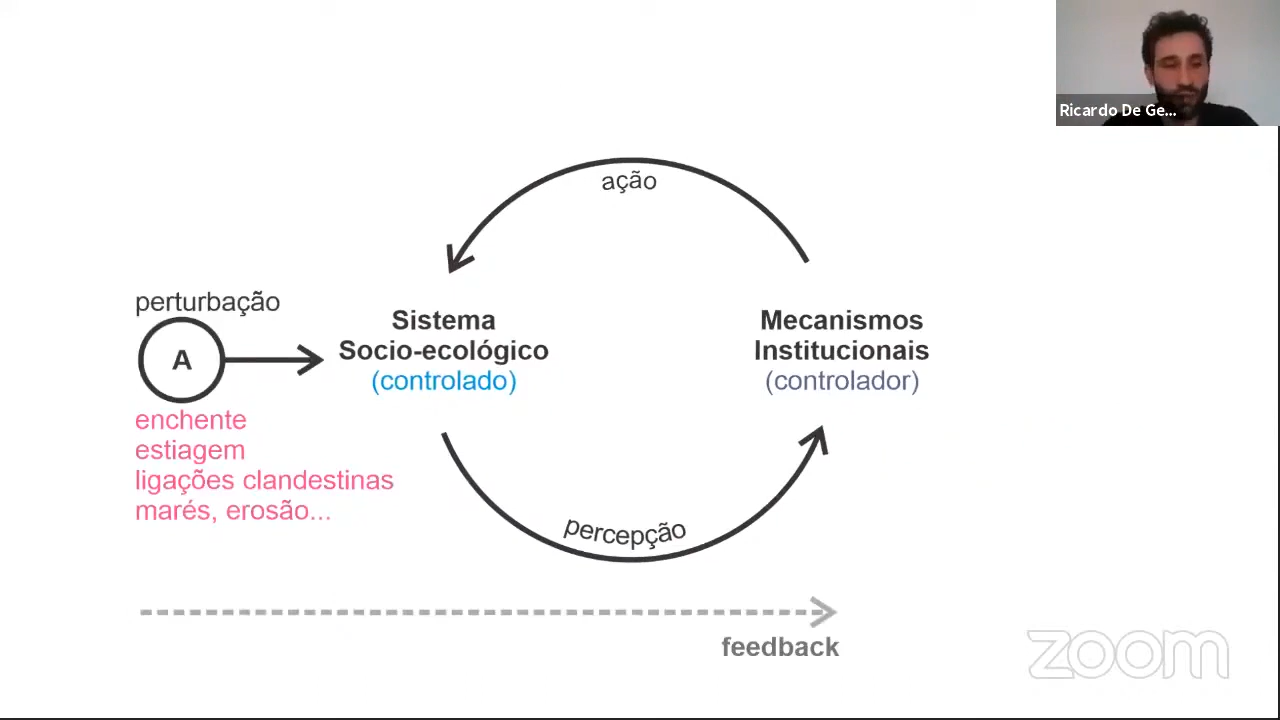 Ricardo De Ge...
ação
perturbação
A
Sistema
Socio-ecológico
(controlado)
Mecanismos
Institucionais
(controlador)
enchente
estiagem
ligações clandestinas
marés, erosão...
percepção
feedback
zoom